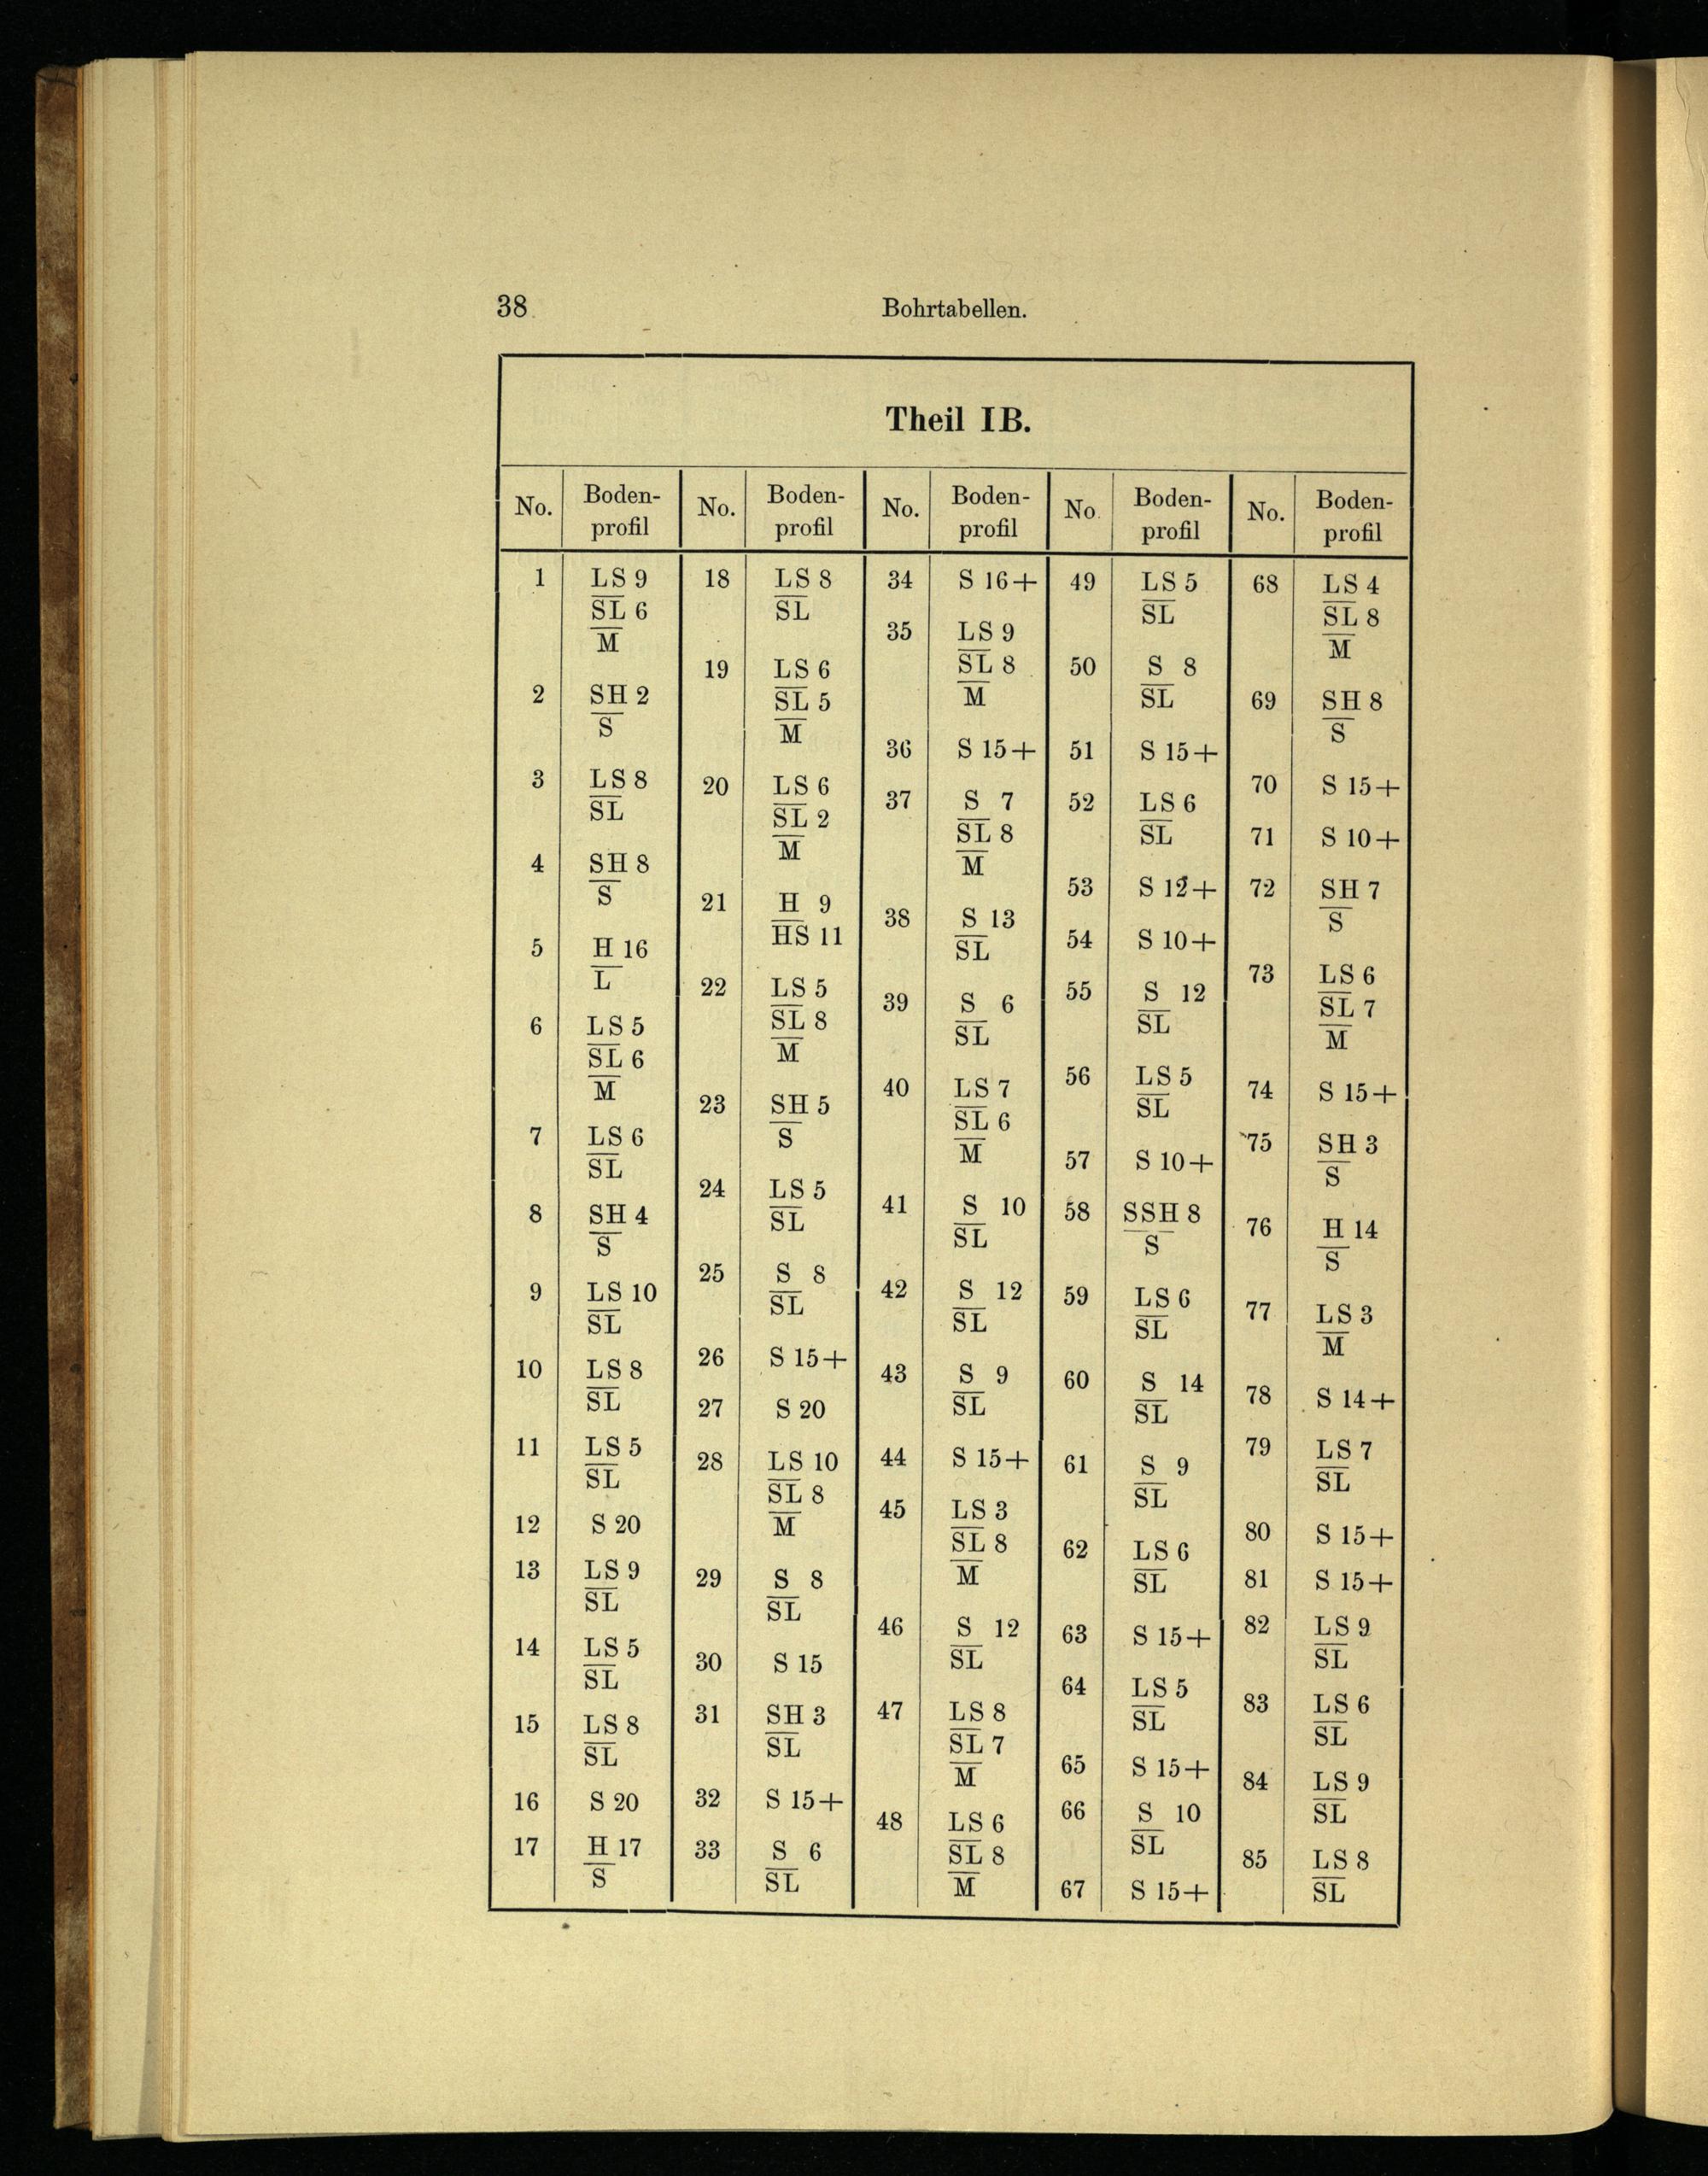 38
Bohrtabellen.
Theil IB.
No.
Boden-
profil
1
LS 9
SL 6
M
2
SH 2
S
3
LS 8
SL
4
SH 8
S
5
H 16
L
6
LS 5
SL 6
M
7
LS 6
SL
8
SH 4
S
9
LS 10
SL
10
LS 8
SL
11
LS 5
SL
12
S 20
13
LS 9
SL
14
LS 5
SL
15
LS 8
SL
16
S 20
17
H 17
S
No.
Boden-
profil
18
LS 8
SL
19
LS 6
SL 5
M
20
LS 6
SL 2
M
21
H 9
HS 11
22
LS 5
SL 8
M
23
SH 5
S
24
LS 5
SL
25
S 8
SL
26
S 15+
27
S 20
28
LS 10
SL 8
M
29
S 8
SL
30
S 15
31
SH 3
SL
32
S 15+
33
S 6
SL
No.
Boden-
profil
34
S 16+
35
LS 9
SL 8
M
36
S 15+
37
S 7
SL 8
M
38
S 13
SL
39
S 6
SL
40
LS 7
SL 6
M
41
S 10
SL
42
S 12
SL
43
S 9
SL
44
S 15+
45
LS 3
SL 8
M
46
S 12
SL
47
LS 8
SL 7
M
48
LS 6
SL 8
M
No.
Boden-
profil
49
LS 5
SL
50
S 8
SL
51
S 15+
52
LS 6
SL
53
S 12+
54
S 10+
55
S 12
SL
56
LS 5
SL
57
S 10+
58
SSH 8
S
59
LS 6
SL
60
S 14
SL
61
S 9
SL
62
LS 6
SL
63
S 15+
64
LS 5
SL
65
S 15+
66
S 10
SL
67
S 15+
No.
Boden-
profil
68
LS 4
SL 8
M
69
SH 8
S
70
S 15+
71
S 10+
72
SH 7
S
73
LS 6
SL 7
M
74
S 15+
75
SH 3
S
76
H 14
S
77
LS 3
M
78
S 14+
79
LS 7
SL
80
S 15+
81
S 15+
82
LS 9
SL
83
LS 6
SL
84
LS 9
SL
85
LS 8
SL